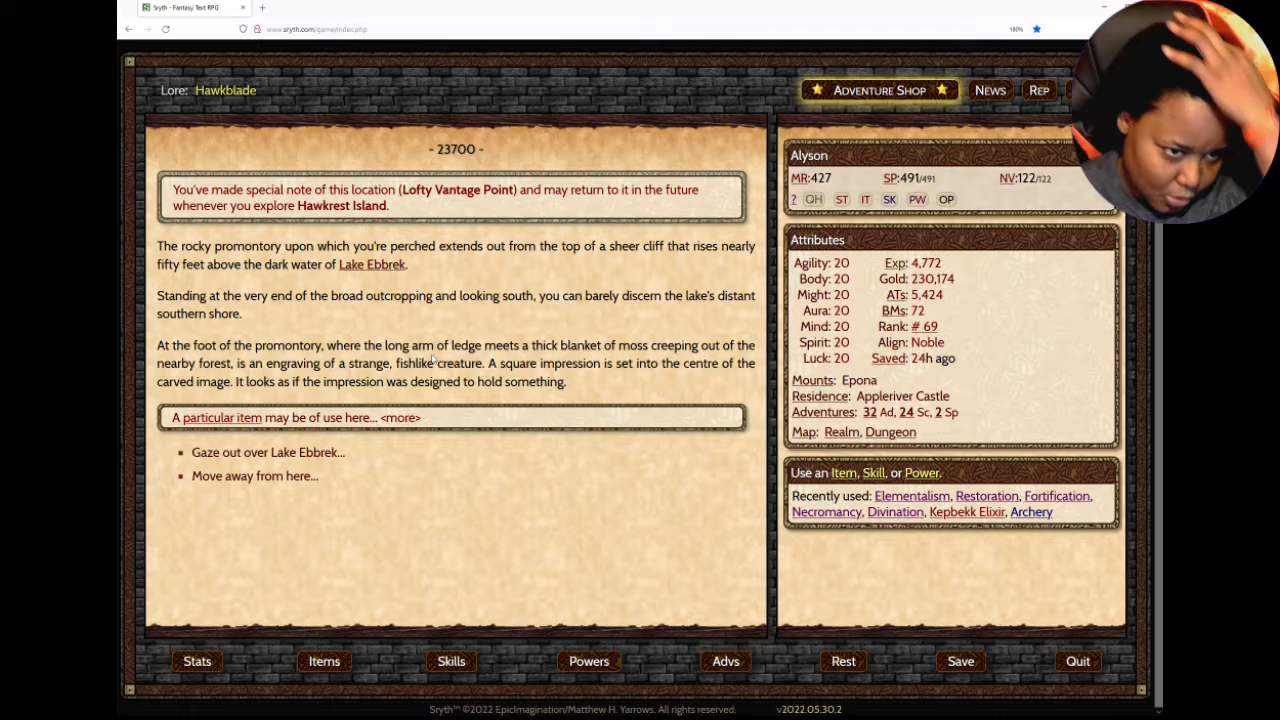 Sryth - Fantasy Text RPG
www.sryth.com/game/index.php
180%
Lore: Hawkblade
ADVENTURE SHOP
NEWS
REP
- 23700 -
You've made special note of this location (Lofty Vantage Point) and may return to it in the future
whenever you explore Hawkrest Island.
The rocky promontory upon which you're perched extends out from the top of a sheer cliff that rises nearly
fifty feet above the dark water of Lake Ebbrek.
Standing at the very end of the broad outcropping and looking south, you can barely discern the lake's distant
southern shore.
At the foot of the promontory, where the long arm of ledge meets a thick blanket of moss creeping out of the
nearby forest, is an engraving of a strange, fishlike creature. A square impression is set into the centre of the
carved image. It looks as if the impression was designed to hold something.
A particular item may be of use here... <more>
Gaze out over Lake Ebbrek...
Move away from here...
Alyson
MR:427 SP:491/491 NV:122/122
? QH ST IT SK PW OP
Attributes
Agility: 20 Exp: 4,772
Body: 20 Gold: 230,174
Might: 20 ATs: 5,424
Aura: 20 BMs: 72
Mind: 20 Rank: # 69
Spirit: 20 Align: Noble
Luck: 20 Saved: 24h ago
Mounts: Epona
Residence: Appleriver Castle
Adventures: 32 Ad, 24 Sc, 2 Sp
Map: Realm, Dungeon
Use an Item, Skill, or Power.
Recently used: Elementalism, Restoration, Fortification,
Necromancy, Divination, Kepbekk Elixir, Archery
Stats Items Skills Powers Advs Rest Save Quit
Sryth™ ©2022 EpicImagination/Matthew H. Yarrows. All rights reserved. v2022.05.30.2